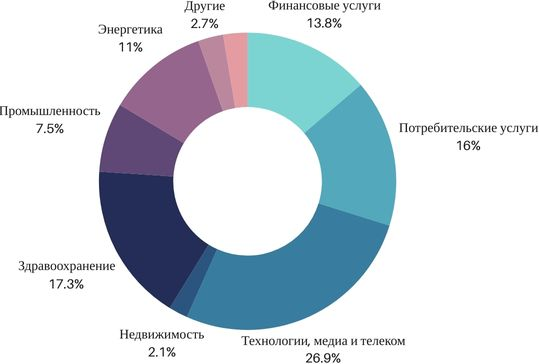 Другие
2.7%
Финансовые услуги
13.8%
Энергетика
11%
Промышленность
7.5%
Потребительские услуги
16%
Здравоохранение
17.3%
Недвижимость
2.1%
Технологии, медиа и телеком
26.9%